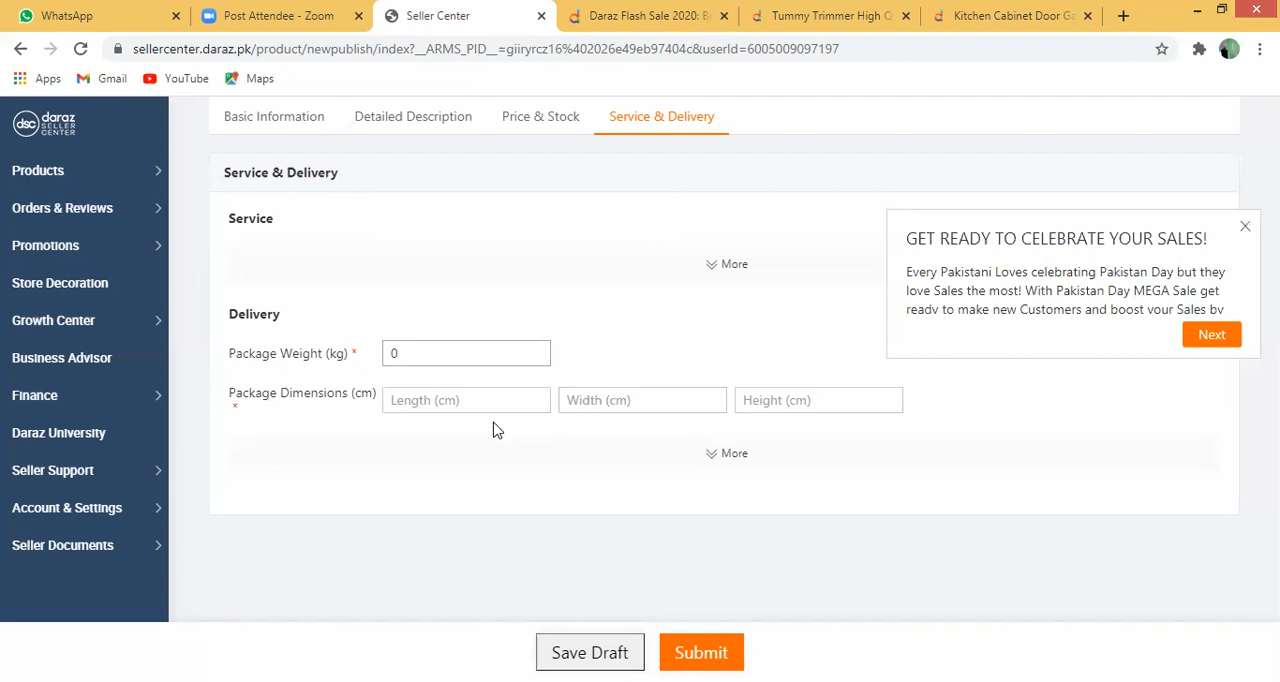 WhatsApp
Post Attendee - Zoom
Seller Center
Daraz Flash Sale 2020: B
Tummy Trimmer High Q
Kitchen Cabinet Door Ga
sellercenter.daraz.pk/product/newpublish/index?__ARMS_PID__=giiryrcz16%402026e49eb97404c&userId=6005009097197
Apps
Gmail
YouTube
Maps
dsc daraz SELLER CENTER
Basic Information
Detailed Description
Price & Stock
Service & Delivery
Products
Orders & Reviews
Promotions
Store Decoration
Growth Center
Business Advisor
Finance
Daraz University
Seller Support
Account & Settings
Seller Documents
Service & Delivery
Service
More
Delivery
Package Weight (kg) *
0
Package Dimensions (cm) *
Length (cm)
Width (cm)
Height (cm)
More
GET READY TO CELEBRATE YOUR SALES!
Every Pakistani Loves celebrating Pakistan Day but they
love Sales the most! With Pakistan Day MEGA Sale get
ready to make new Customers and boost your Sales by
Next
Save Draft
Submit